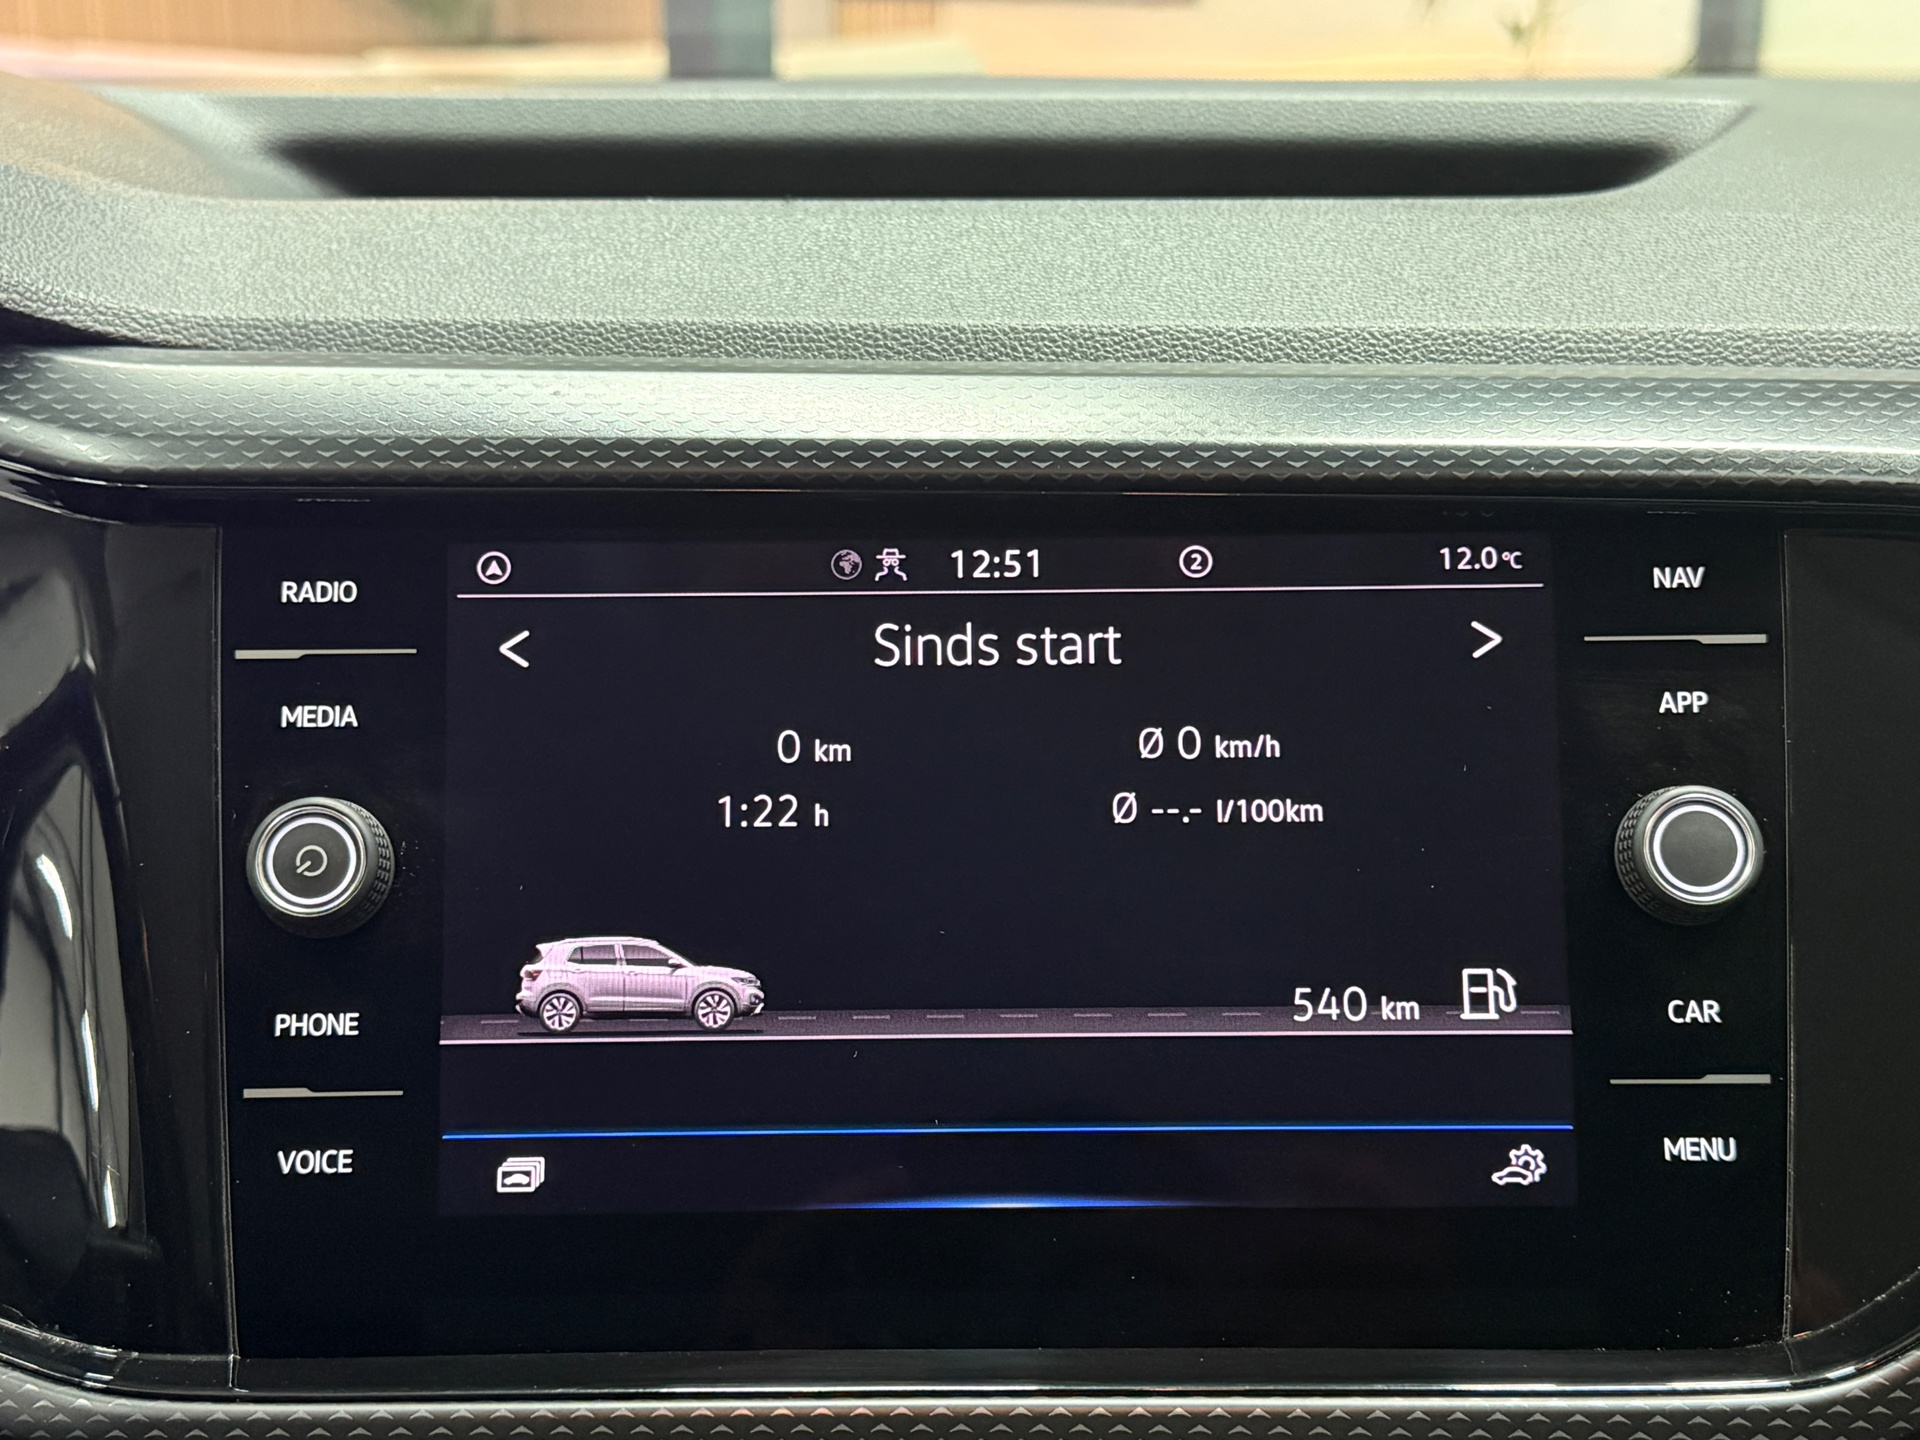 RADIO
MEDIA
PHONE
VOICE
12:51
2
12.0°C
< Sinds start >
0 km
Ø 0 km/h
1:22 h
Ø --.- l/100km
540 km
NAV
APP
CAR
MENU